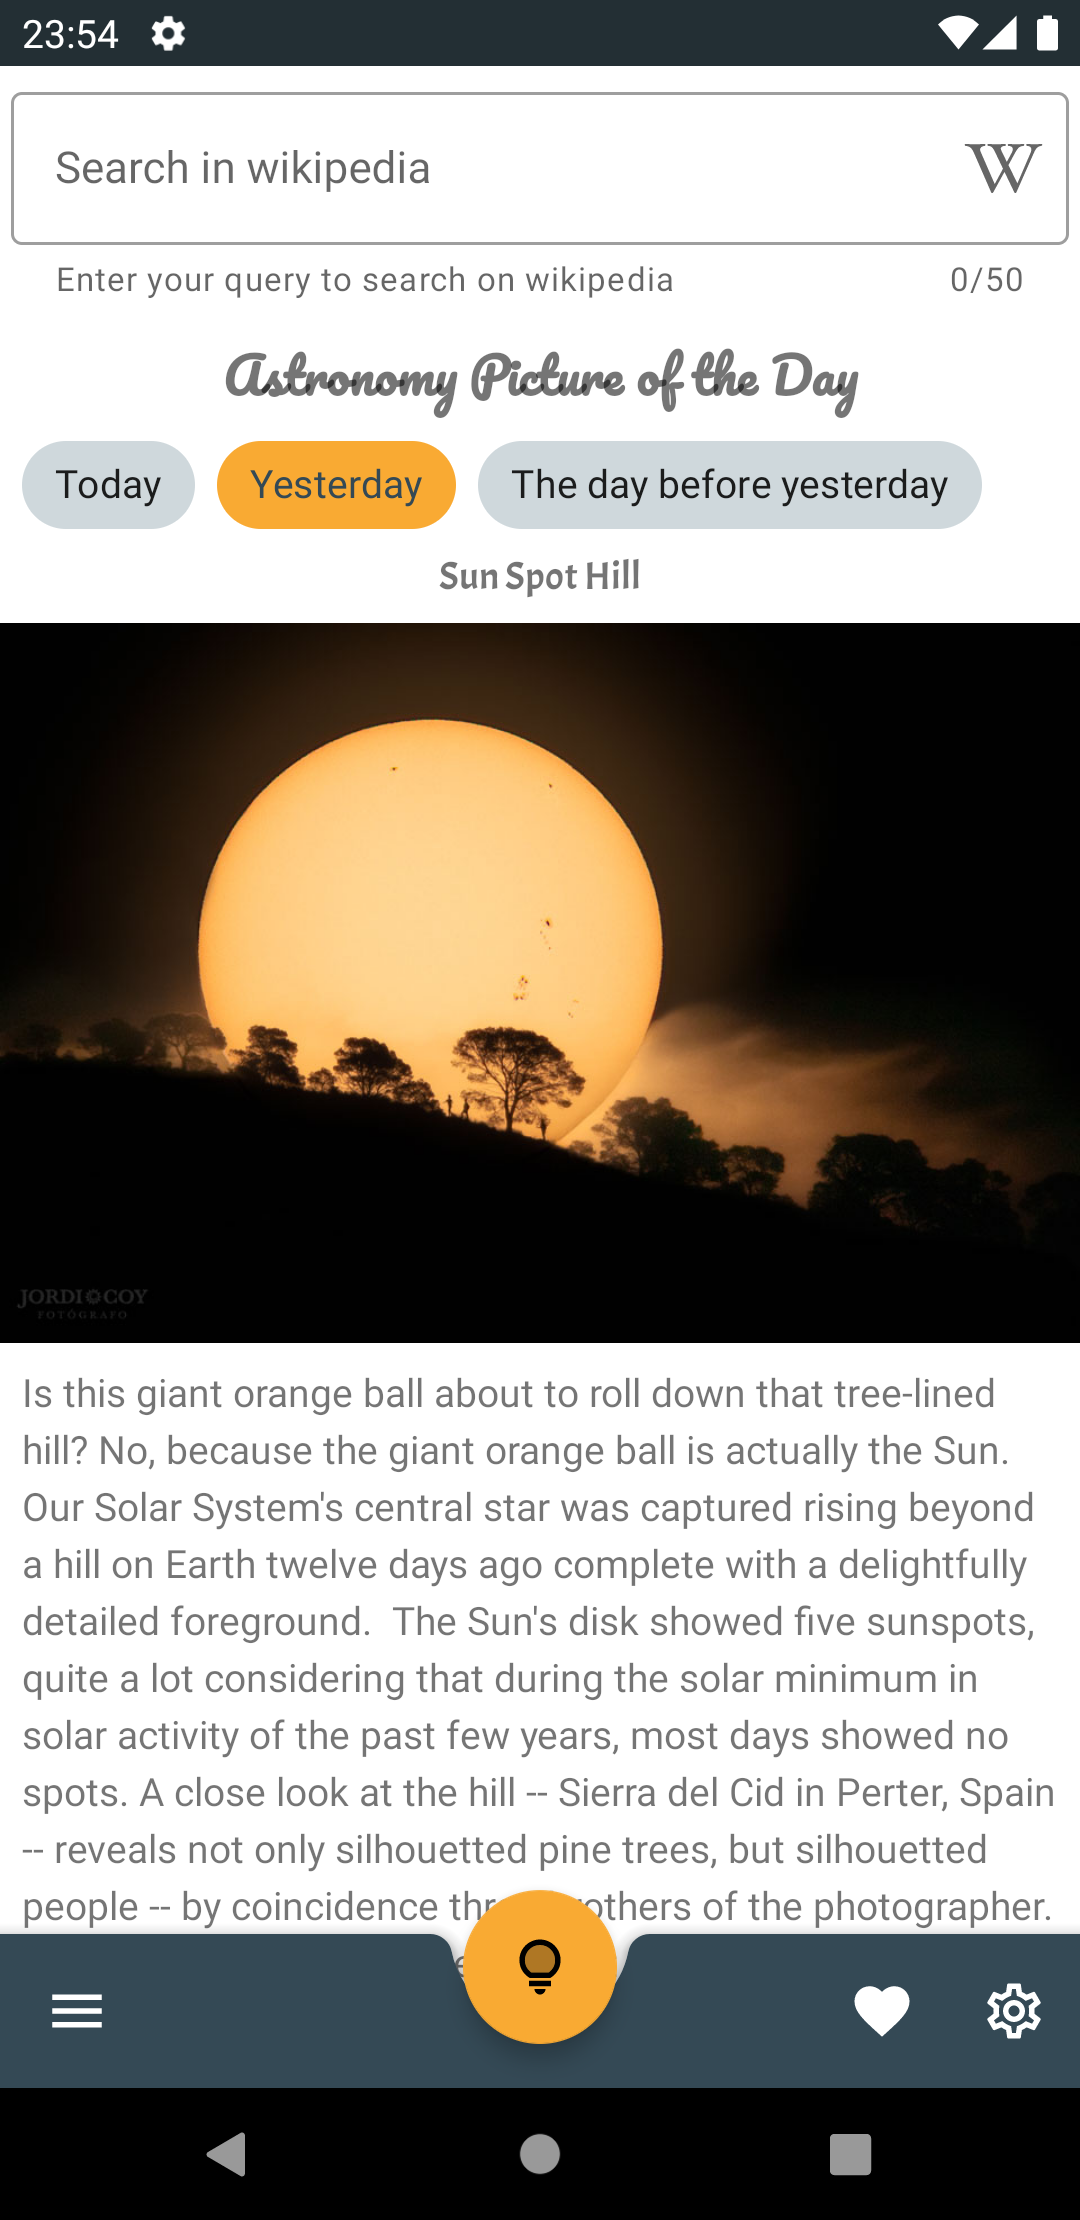 23:54
Search in wikipedia W
Enter your query to search on wikipedia 0/50
Astronomy Picture of the Day
Today Yesterday The day before yesterday
Sun Spot Hill
JORDI COY
FOTÓGRAFO
Is this giant orange ball about to roll down that tree-lined
hill? No, because the giant orange ball is actually the Sun.
Our Solar System's central star was captured rising beyond
a hill on Earth twelve days ago complete with a delightfully
detailed foreground.  The Sun's disk showed five sunspots,
quite a lot considering that during the solar minimum in
solar activity of the past few years, most days showed no
spots. A close look at the hill -- Sierra del Cid in Perter, Spain
-- reveals not only silhouetted pine trees, but silhouetted
people -- by coincidence of the photographer.